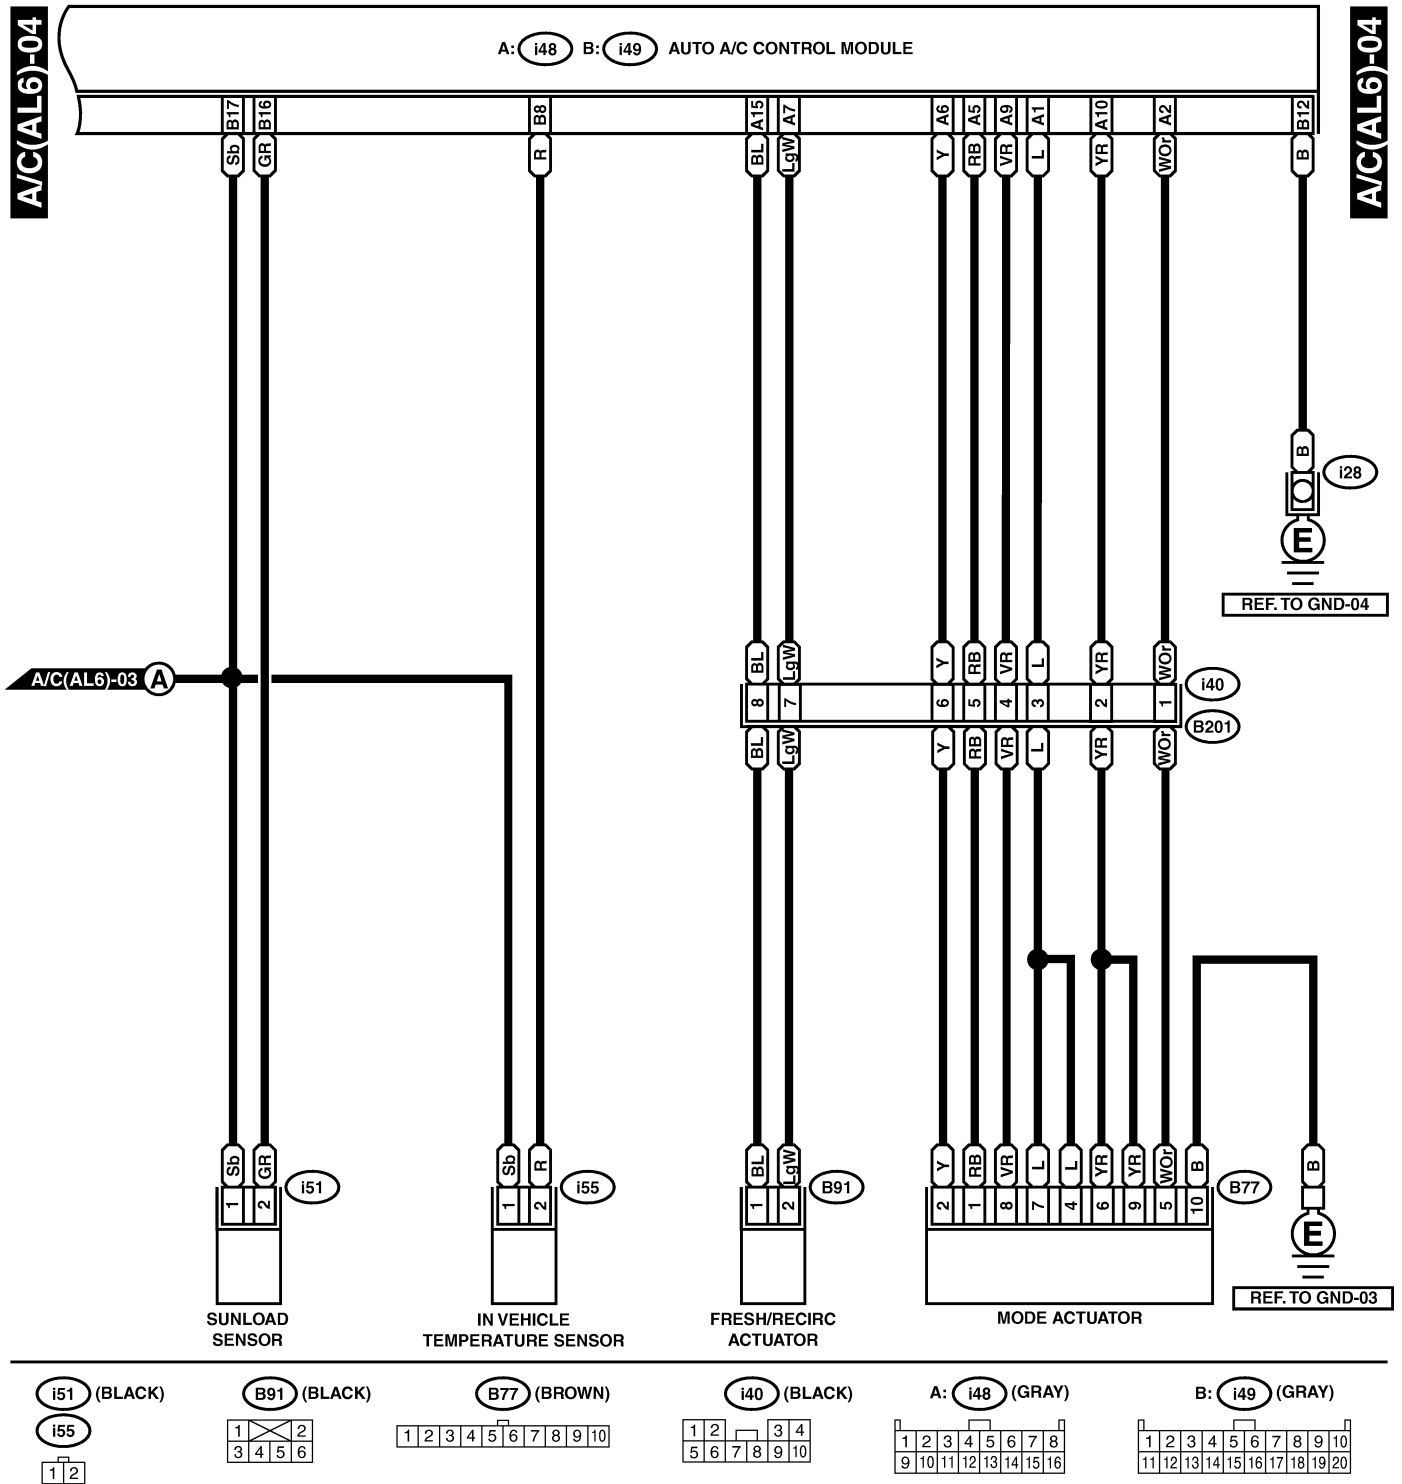 A/C(AL6)-04
A: i48 B: i49 AUTO A/C CONTROL MODULE
A/C(AL6)-04
B17 B16 B8 A15 A7 A6 A5 A9 A1 A10 A2 B12
Sb GR R BL LgW Y RB VR L YR WOr B
B
i28
E
REF. TO GND-04
BL LgW Y RB VR L YR WOr
A/C(AL6)-03 A
i40
8 7 6 5 4 3 2 1
B201
BL LgW Y RB VR L YR WOr
Sb GR Sb R BL LgW Y RB VR L L YR YR WOr B B
i51 i55 B91 B77
1 2 1 2 1 2 2 1 8 7 4 6 9 5 10
E
REF. TO GND-03
SUNLOAD
SENSOR
IN VEHICLE
TEMPERATURE SENSOR
FRESH/RECIRC
ACTUATOR
MODE ACTUATOR
i51 (BLACK)
i55
1 2
B91 (BLACK)
1 2
3 4 5 6
B77 (BROWN)
1 2 3 4 5 6 7 8 9 10
i40 (BLACK)
1 2 3 4
5 6 7 8 9 10
A: i48 (GRAY)
1 2 3 4 5 6 7 8
9 10 11 12 13 14 15 16
B: i49 (GRAY)
1 2 3 4 5 6 7 8 9 10
11 12 13 14 15 16 17 18 19 20